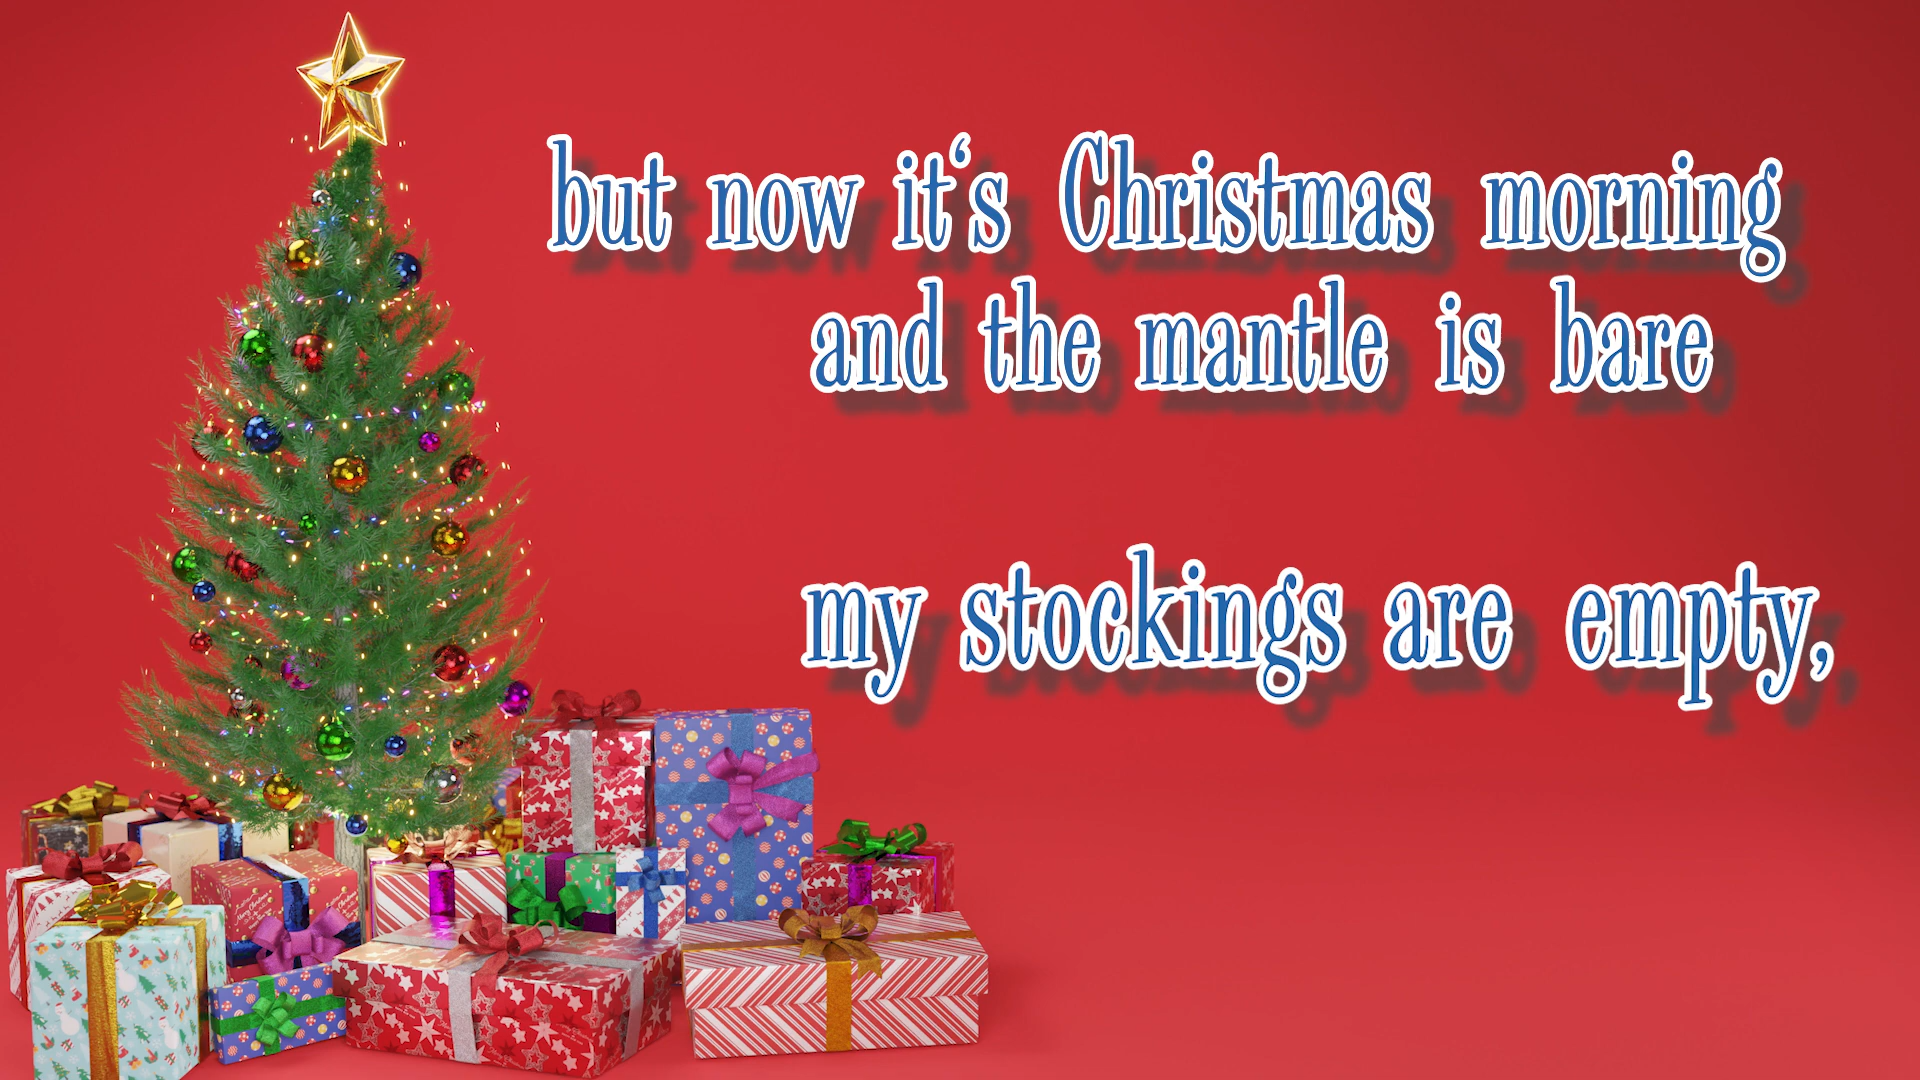 but now it‘s Christmas morning
and the mantle is bare
my stockings are empty,